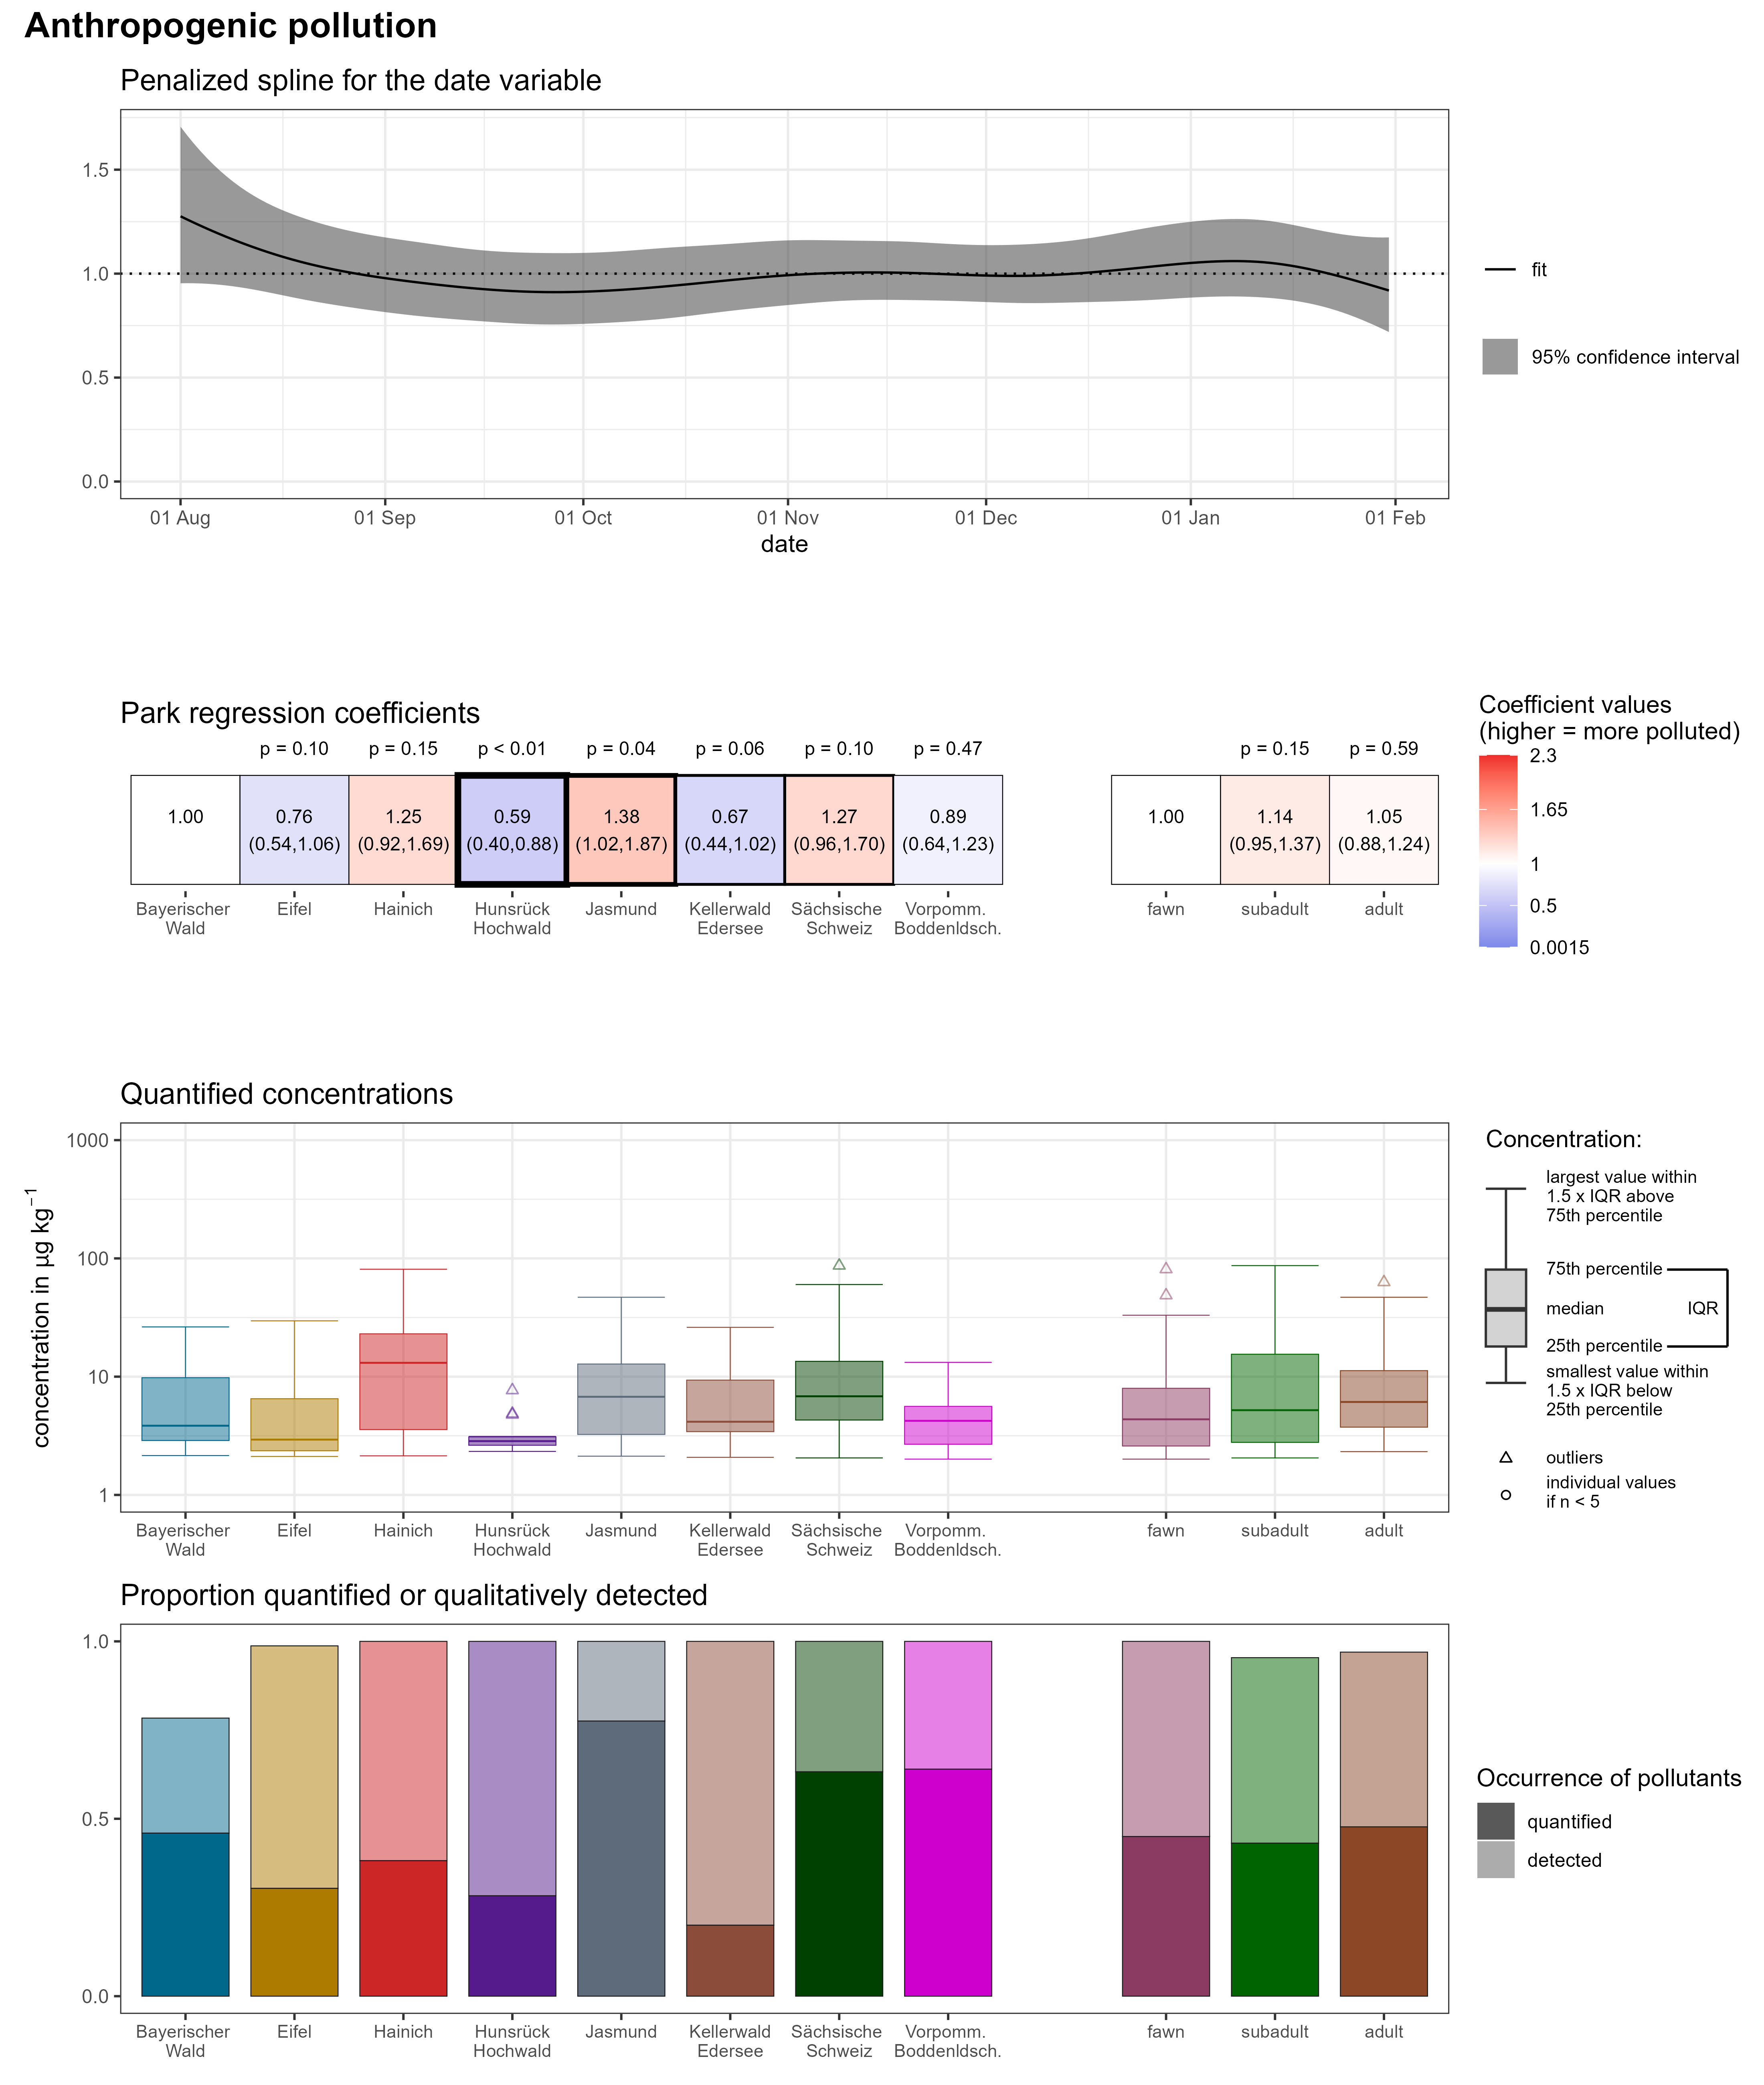 Anthropogenic pollution
Penalized spline for the date variable
1.5
1.0
0.5
0.0
01 Aug 01 Sep 01 Oct 01 Nov 01 Dec 01 Jan 01 Feb
date
fit
95% confidence interval
Park regression coefficients
p = 0.10 p = 0.15 p < 0.01 p = 0.04 p = 0.06 p = 0.10 p = 0.47 p = 0.15 p = 0.59
1.00 0.76 1.25 0.59 1.38 0.67 1.27 0.89 1.00 1.14 1.05
(0.54,1.06) (0.92,1.69) (0.40,0.88) (1.02,1.87) (0.44,1.02) (0.96,1.70) (0.64,1.23) (0.95,1.37) (0.88,1.24)
Bayerischer Eifel Hainich Hunsrück Jasmund Kellerwald Sächsische Vorpomm. fawn subadult adult
Wald Hochwald Edersee Schweiz Boddenldsch.
Coefficient values
(higher = more polluted)
2.3
1.65
1
0.5
0.0015
Quantified concentrations
concentration in µg kg⁻¹
1000
100
10
1
Bayerischer Eifel Hainich Hunsrück Jasmund Kellerwald Sächsische Vorpomm. fawn subadult adult
Wald Hochwald Edersee Schweiz Boddenldsch.
Concentration:
largest value within
1.5 x IQR above
75th percentile
75th percentile
median IQR
25th percentile
smallest value within
1.5 x IQR below
25th percentile
outliers
individual values
if n < 5
Proportion quantified or qualitatively detected
1.0
0.5
0.0
Bayerischer Eifel Hainich Hunsrück Jasmund Kellerwald Sächsische Vorpomm. fawn subadult adult
Wald Hochwald Edersee Schweiz Boddenldsch.
Occurrence of pollutants
quantified
detected